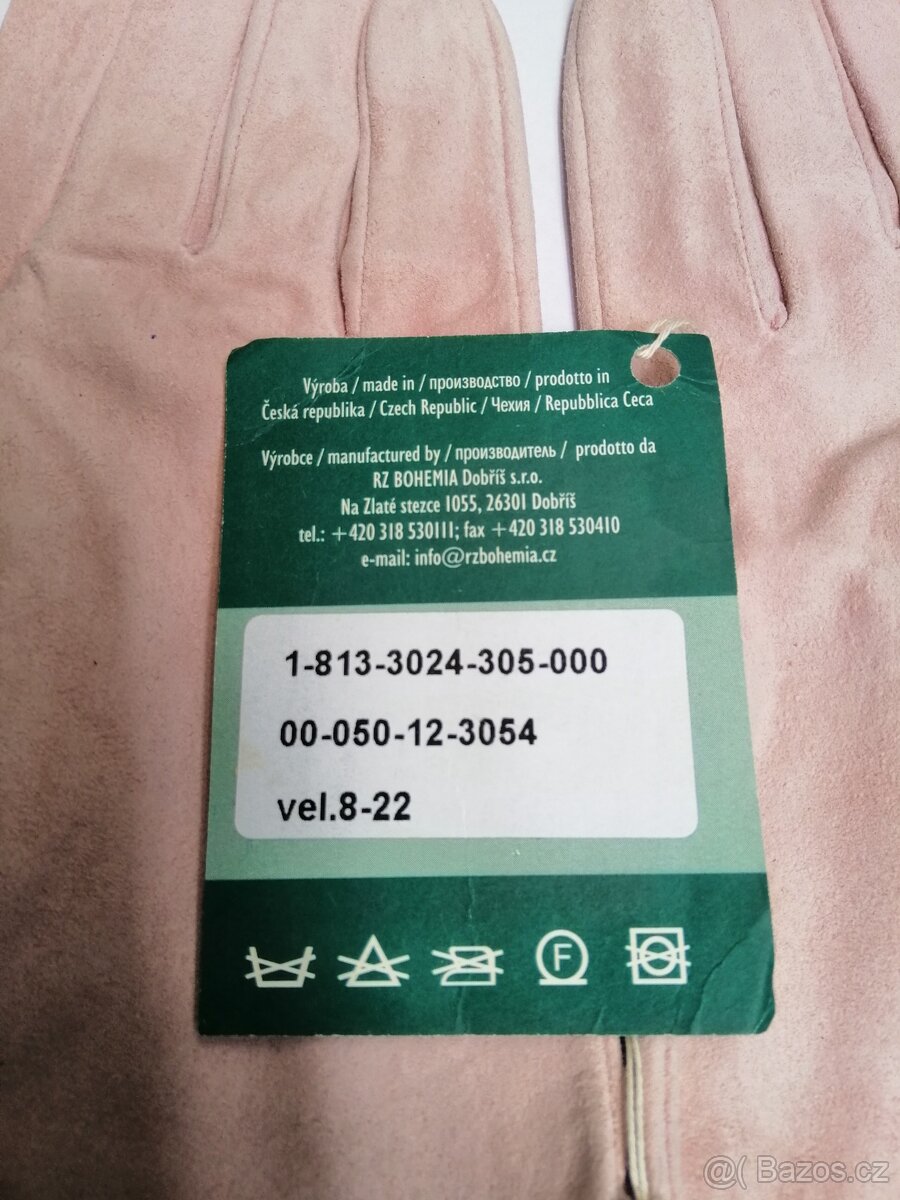 Výroba / made in / производство / prodotto in
Česká republika / Czech Republic / Чехия / Repubblica Ceca
Výrobce / manufactured by / производитель / prodotto da
RZ BOHEMIA Dobříš s.r.o.
Na Zlaté stezce 1055, 26301 Dobříš
tel.: +420 318 530111; fax +420 318 530410
e-mail: info@rzbohemia.cz
1-813-3024-305-000
00-050-12-3054
vel.8-22
F
@( Bazos.cz